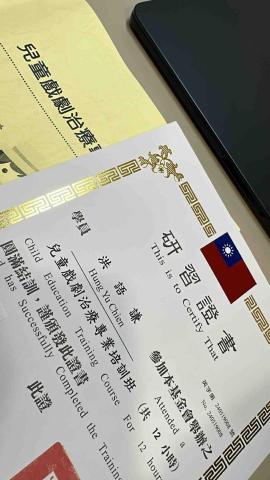 兒童戲劇治療
研習證書
This is to Certify That
No.
學員 洪語謙
Hung Yu Chien
參加本基金會舉辦之
Attended a
兒童戲劇治療專業培訓班
(共 12 小時)
Child Education Training Course For 12 hour
圓滿結訓，謹頒發此證書
has Successfully Completed the Training
此證